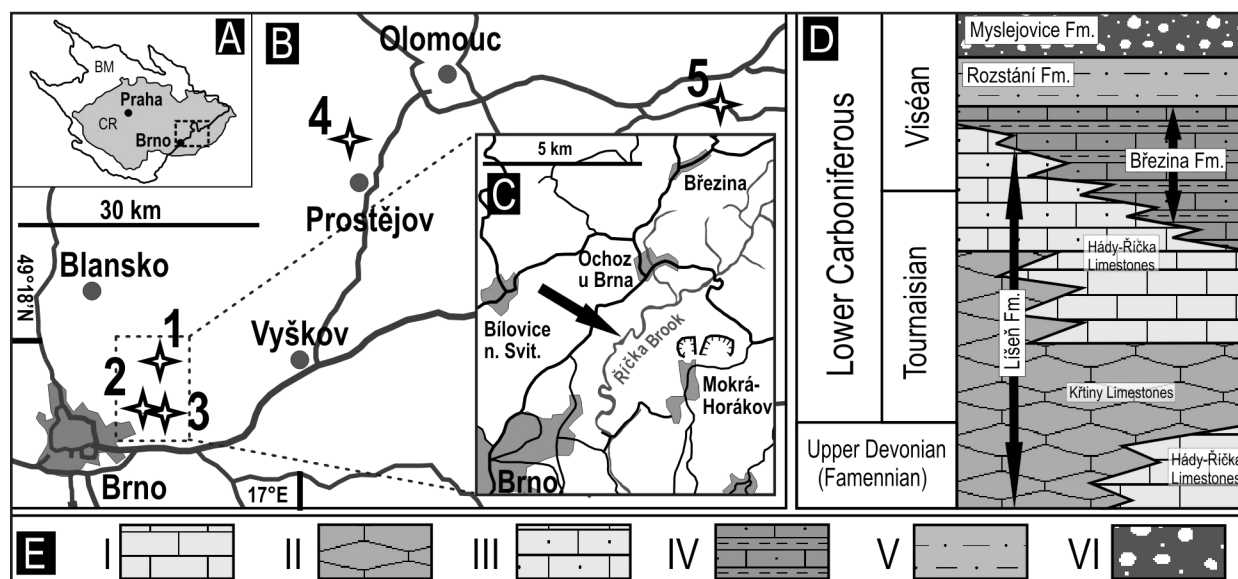 A
BM
Praha
CR
Brno
B
Olomouc
4
5
30 km
Prostějov
49°18'N
Blansko
1
2
3
Vyškov
Brno
17°E
5 km
C
Březina
Ochoz
u Brna
Bílovice
n. Svit.
Říčka Brook
Mokrá-
Horákov
Brno
D
Lower Carboniferous
Viséan
Tournaisian
Upper Devonian
(Famennian)
Myslejovice Fm.
Rozstání Fm.
Březina Fm.
Hády-Říčka
Limestones
Líšeň Fm.
Křtiny Limestones
Hády-Říčka
Limestones
E
I
II
III
IV
V
VI